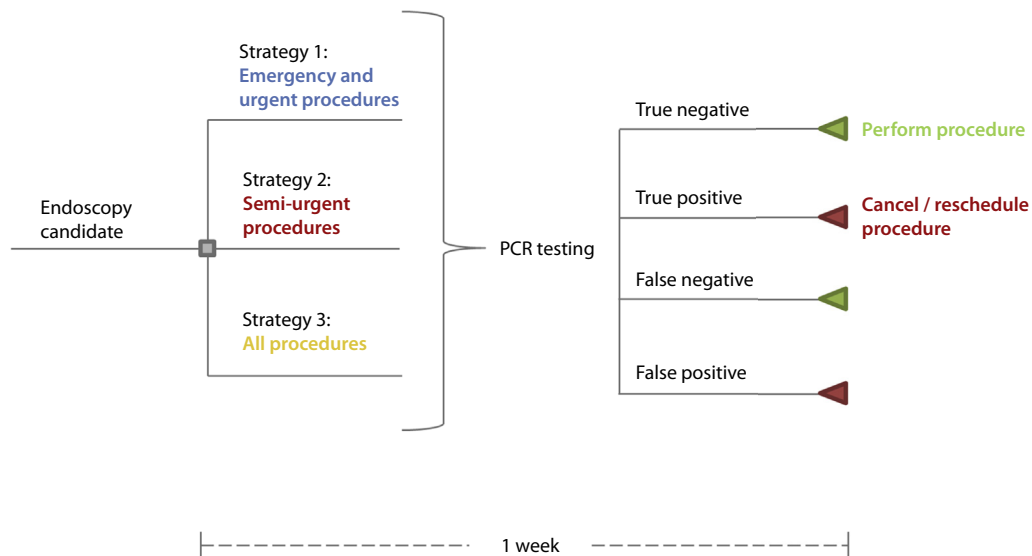 Strategy 1:
Emergency and
urgent procedures
Strategy 2:
Semi-urgent
procedures
Strategy 3:
All procedures
Endoscopy
candidate
PCR testing
True negative
Perform procedure
True positive
Cancel / reschedule
procedure
False negative
False positive
1 week